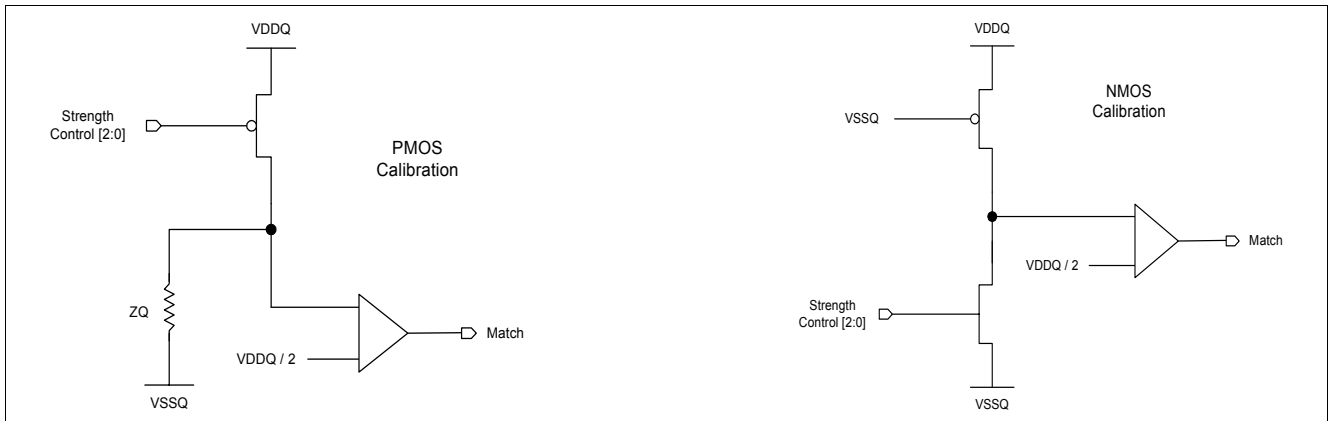 VDDQ
Strength
Control [2:0]
PMOS
Calibration
ZQ
VDDQ / 2
Match
VSSQ
VDDQ
NMOS
Calibration
VSSQ
VDDQ / 2
Match
Strength
Control [2:0]
VSSQ